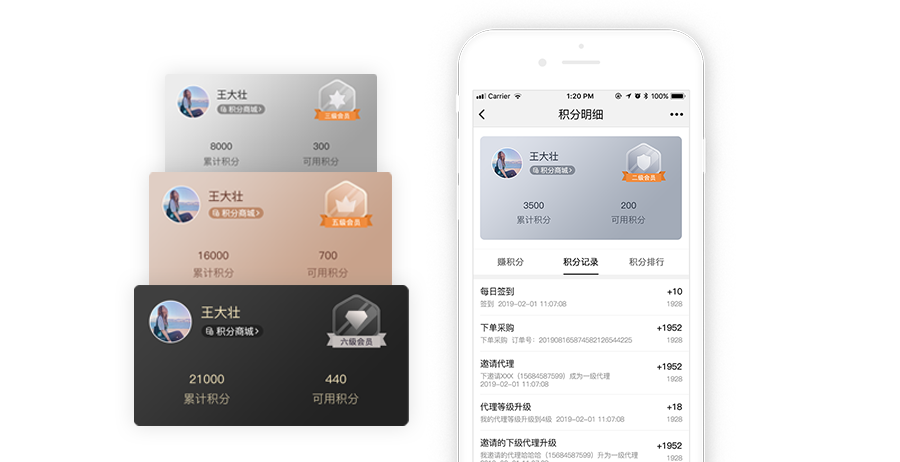 王大壮
积分商城
三级会员
8000
300
累计积分
可用积分
王大壮
积分商城
五级会员
16000
700
累计积分
可用积分
王大壮
积分商城
六级会员
21000
440
累计积分
可用积分
Carrier
1:20 PM
100%
积分明细
王大壮
积分商城
二级会员
3500
200
累计积分
可用积分
赚积分
积分记录
积分排行
每日签到
+10
签到 2019-02-01 11:07:08
1928
下单采购
+1952
下单采购 订单号：201908165874582126544225
1928
邀请代理
+1952
下邀请XXX（15684587599）成为一级代理
1928
2019-02-01 11:07:08
代理等级升级
+18
我的代理等级升级到4级 2019-02-01 11:07:08
1928
邀请的下级代理升级
+1952
我邀请的代理哈哈哈（15684587599）升为一级代理
1928